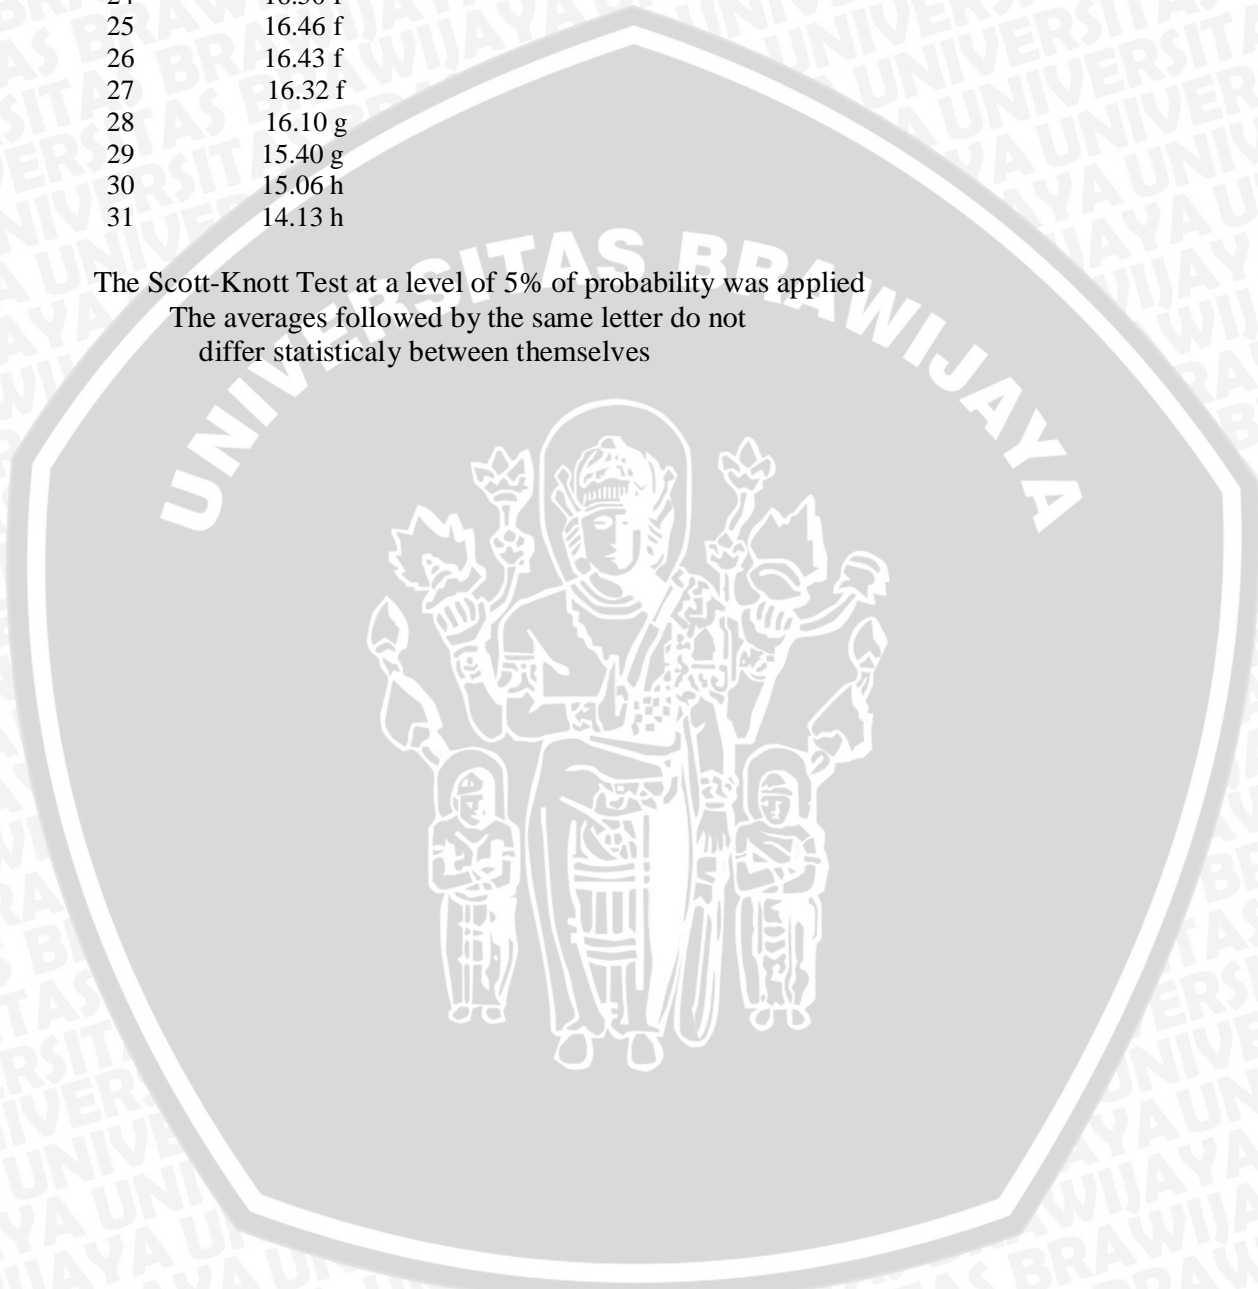 25 16.46 f
26 16.43 f
27 16.32 f
28 16.10 g
29 15.40 g
30 15.06 h
31 14.13 h
The Scott-Knott Test at a level of 5% of probability was applied
The averages followed by the same letter do not
differ statisticaly between themselves
UNIVERSITAS BRAWIJAYA